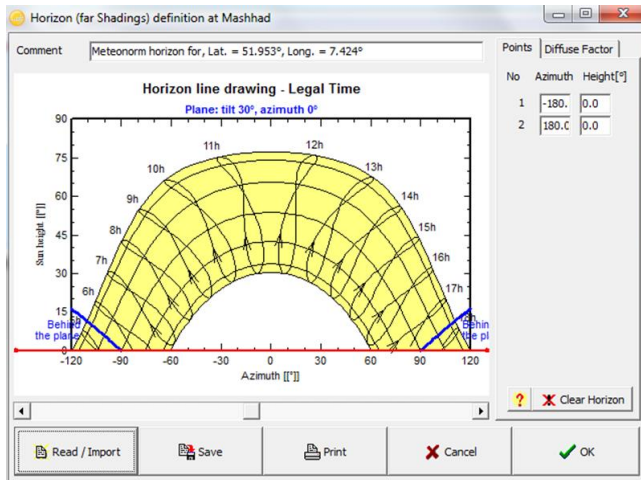 Horizon (far Shadings) definition at Mashhad
Comment
Meteonorm horizon for, Lat. = 51.953°, Long. = 7.424°
Points
Diffuse Factor
No Azimuth Height[°]
1 -180. 0.0
2 180.0 0.0
Horizon line drawing - Legal Time
Plane: tilt 30°, azimuth 0°
90
75
60
45
30
15
0
Sun height [[°]]
6h
7h
8h
9h
10h
11h
12h
13h
14h
15h
16h
17h
Behind
the plane
Behin
the pl
-120 -90 -60 -30 0 30 60 90 120
Azimuth [[°]]
? Clear Horizon
Read / Import
Save
Print
Cancel
OK